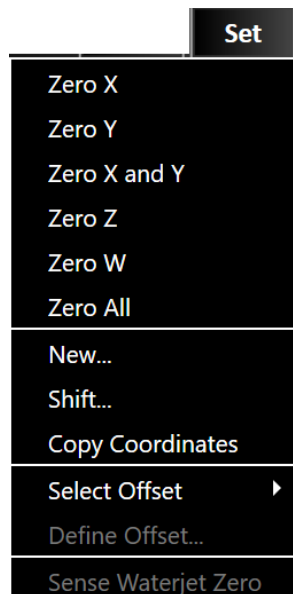 Set
Zero X
Zero Y
Zero X and Y
Zero Z
Zero W
Zero All
New...
Shift...
Copy Coordinates
Select Offset
Define Offset...
Sense Waterjet Zero